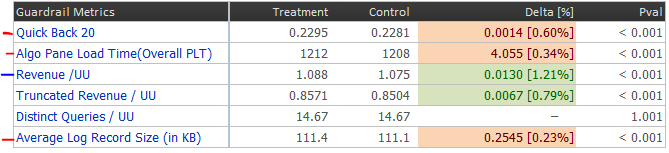 Guardrail Metrics Treatment Control Delta [%] Pval
Quick Back 20 0.2295 0.2281 0.0014 [0.60%] < 0.001
Algo Pane Load Time(Overall PLT) 1212 1208 4.055 [0.34%] < 0.001
Revenue /UU 1.088 1.075 0.0130 [1.21%] < 0.001
Truncated Revenue / UU 0.8571 0.8504 0.0067 [0.79%] < 0.001
Distinct Queries / UU 14.67 14.67 – 1.001
Average Log Record Size (in KB) 111.4 111.1 0.2545 [0.23%] < 0.001